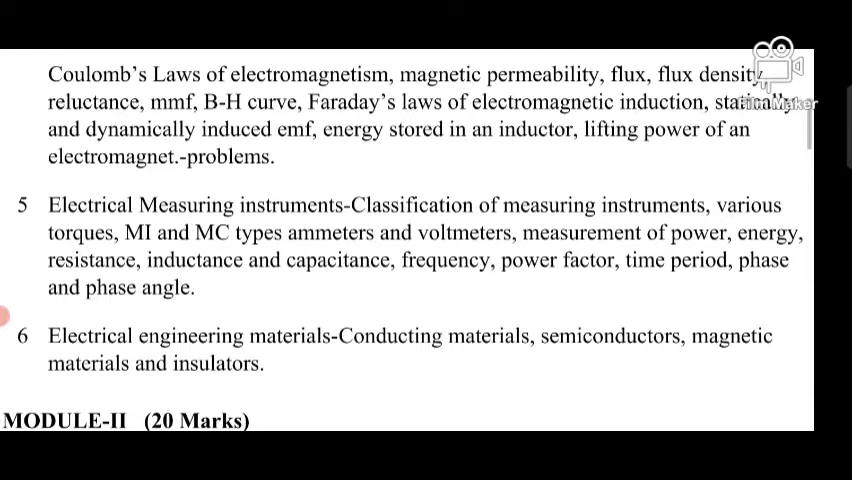 Coulomb's Laws of electromagnetism, magnetic permeability, flux, flux density,
reluctance, mmf, B-H curve, Faraday's laws of electromagnetic induction, statically
and dynamically induced emf, energy stored in an inductor, lifting power of an
electromagnet.-problems.
5 Electrical Measuring instruments-Classification of measuring instruments, various
torques, MI and MC types ammeters and voltmeters, measurement of power, energy,
resistance, inductance and capacitance, frequency, power factor, time period, phase
and phase angle.
6 Electrical engineering materials-Conducting materials, semiconductors, magnetic
materials and insulators.
MODULE-II (20 Marks)
Film Maker